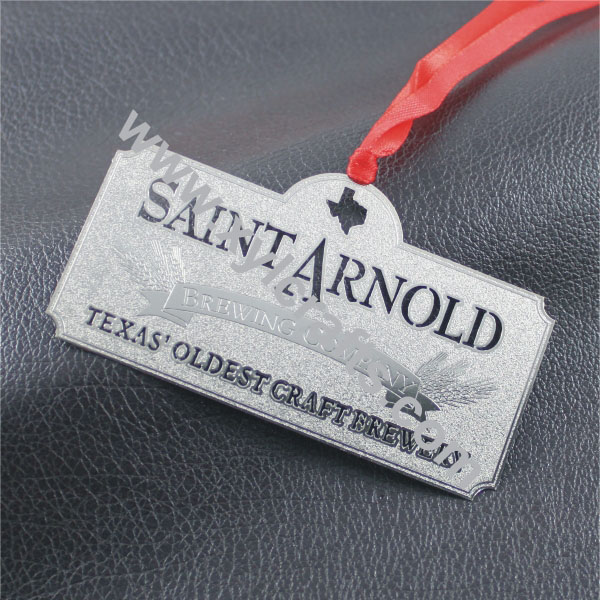 SAINT ARNOLD
BREWING COMPANY
TEXAS' OLDEST CRAFT BREWERY